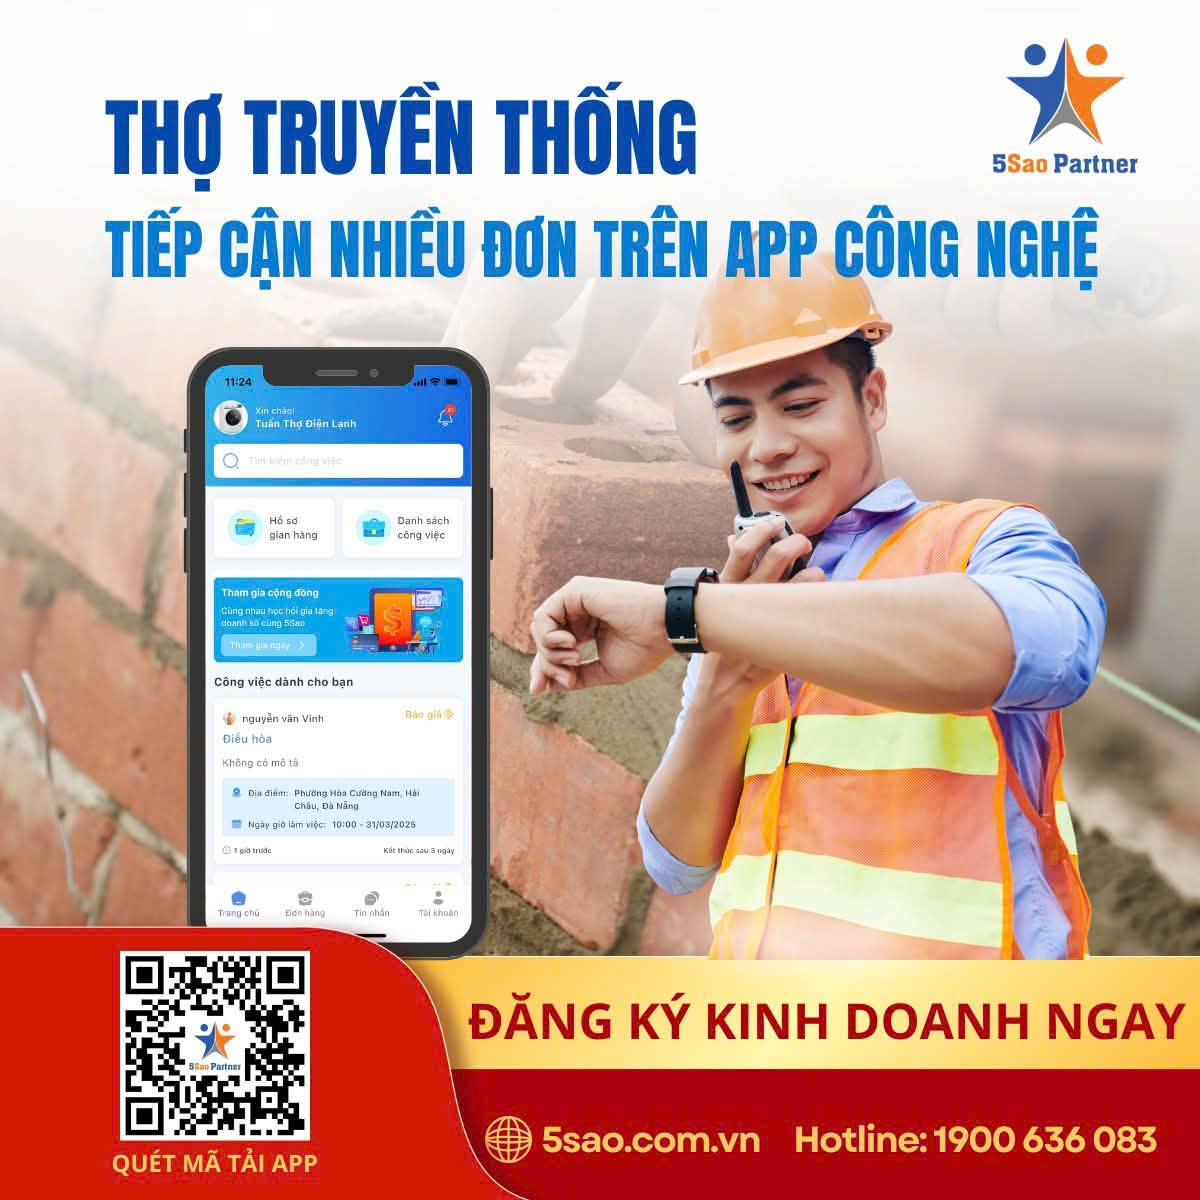 THỢ TRUYỀN THỐNG
TIẾP CẬN NHIỀU ĐƠN TRÊN APP CÔNG NGHỆ
5Sao Partner
11:24
Xin chào!
Tuấn Thợ Điện Lạnh
Tìm kiếm công việc
Hồ sơ
gian hàng
Danh sách
công việc
Tham gia cộng đồng
Cùng nhau học hỏi gia tăng
doanh số cùng 5Sao
Tham gia ngay
Công việc dành cho bạn
nguyễn văn Vinh
Báo giá
Điều hòa
Không có mô tả
Địa điểm: Phường Hòa Cường Nam, Hải
Châu, Đà Nẵng
Ngày giờ làm việc: 10:00 - 31/03/2025
1 giờ trước
Kết thúc sau 3 ngày
Trang chủ
Đơn hàng
Tin nhắn
Tài khoản
5Sao Partner
QUÉT MÃ TẢI APP
ĐĂNG KÝ KINH DOANH NGAY
5sao.com.vn
Hotline: 1900 636 083